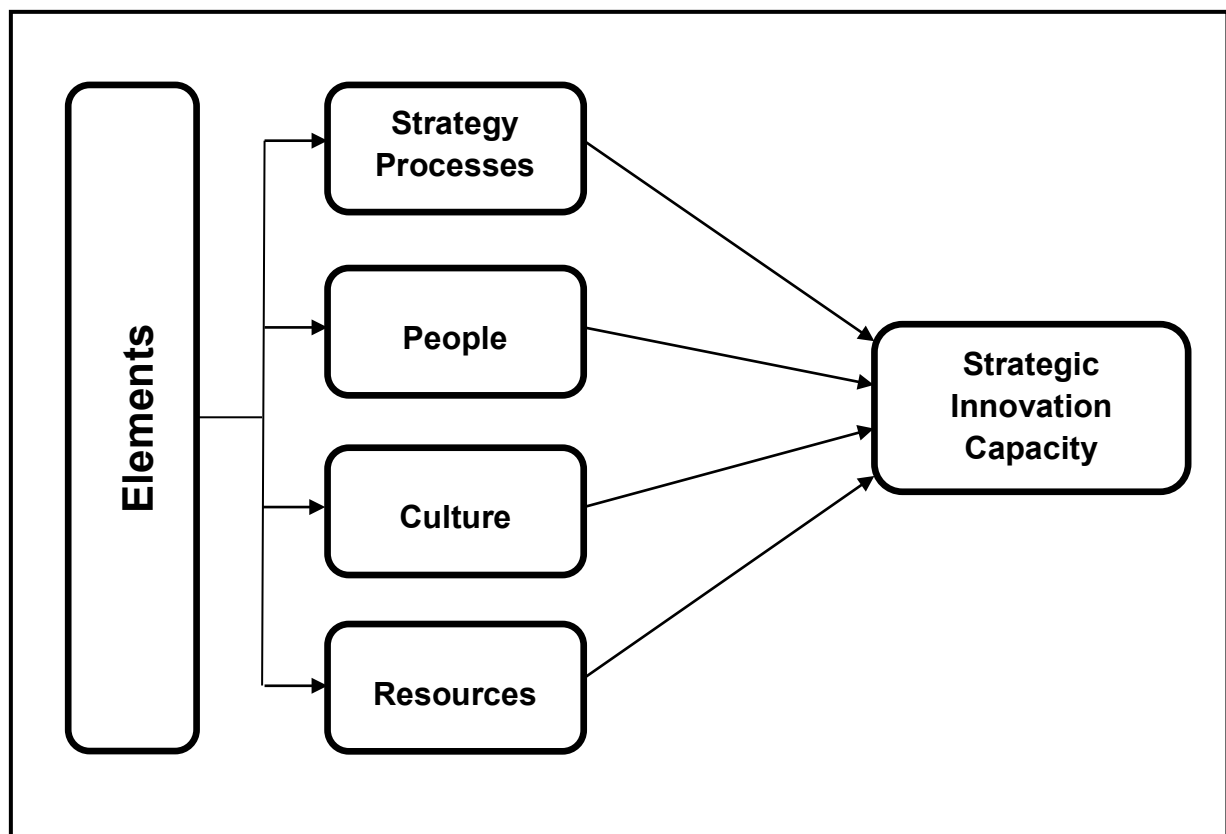 Elements
Strategy
Processes
People
Culture
Resources
Strategic
Innovation
Capacity